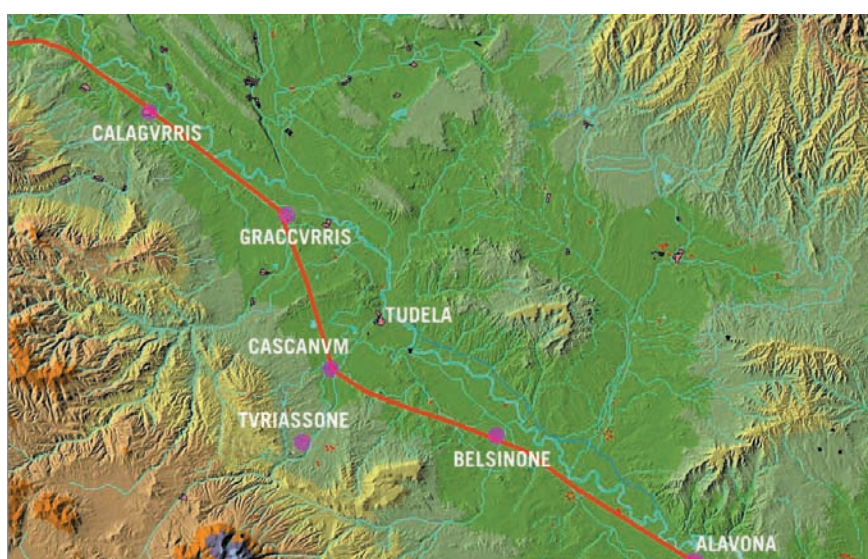 CALAGVRRIS
GRACCVRRIS
TUDELA
CASCANVM
TVRIASSONE
BELSINONE
ALAVONA